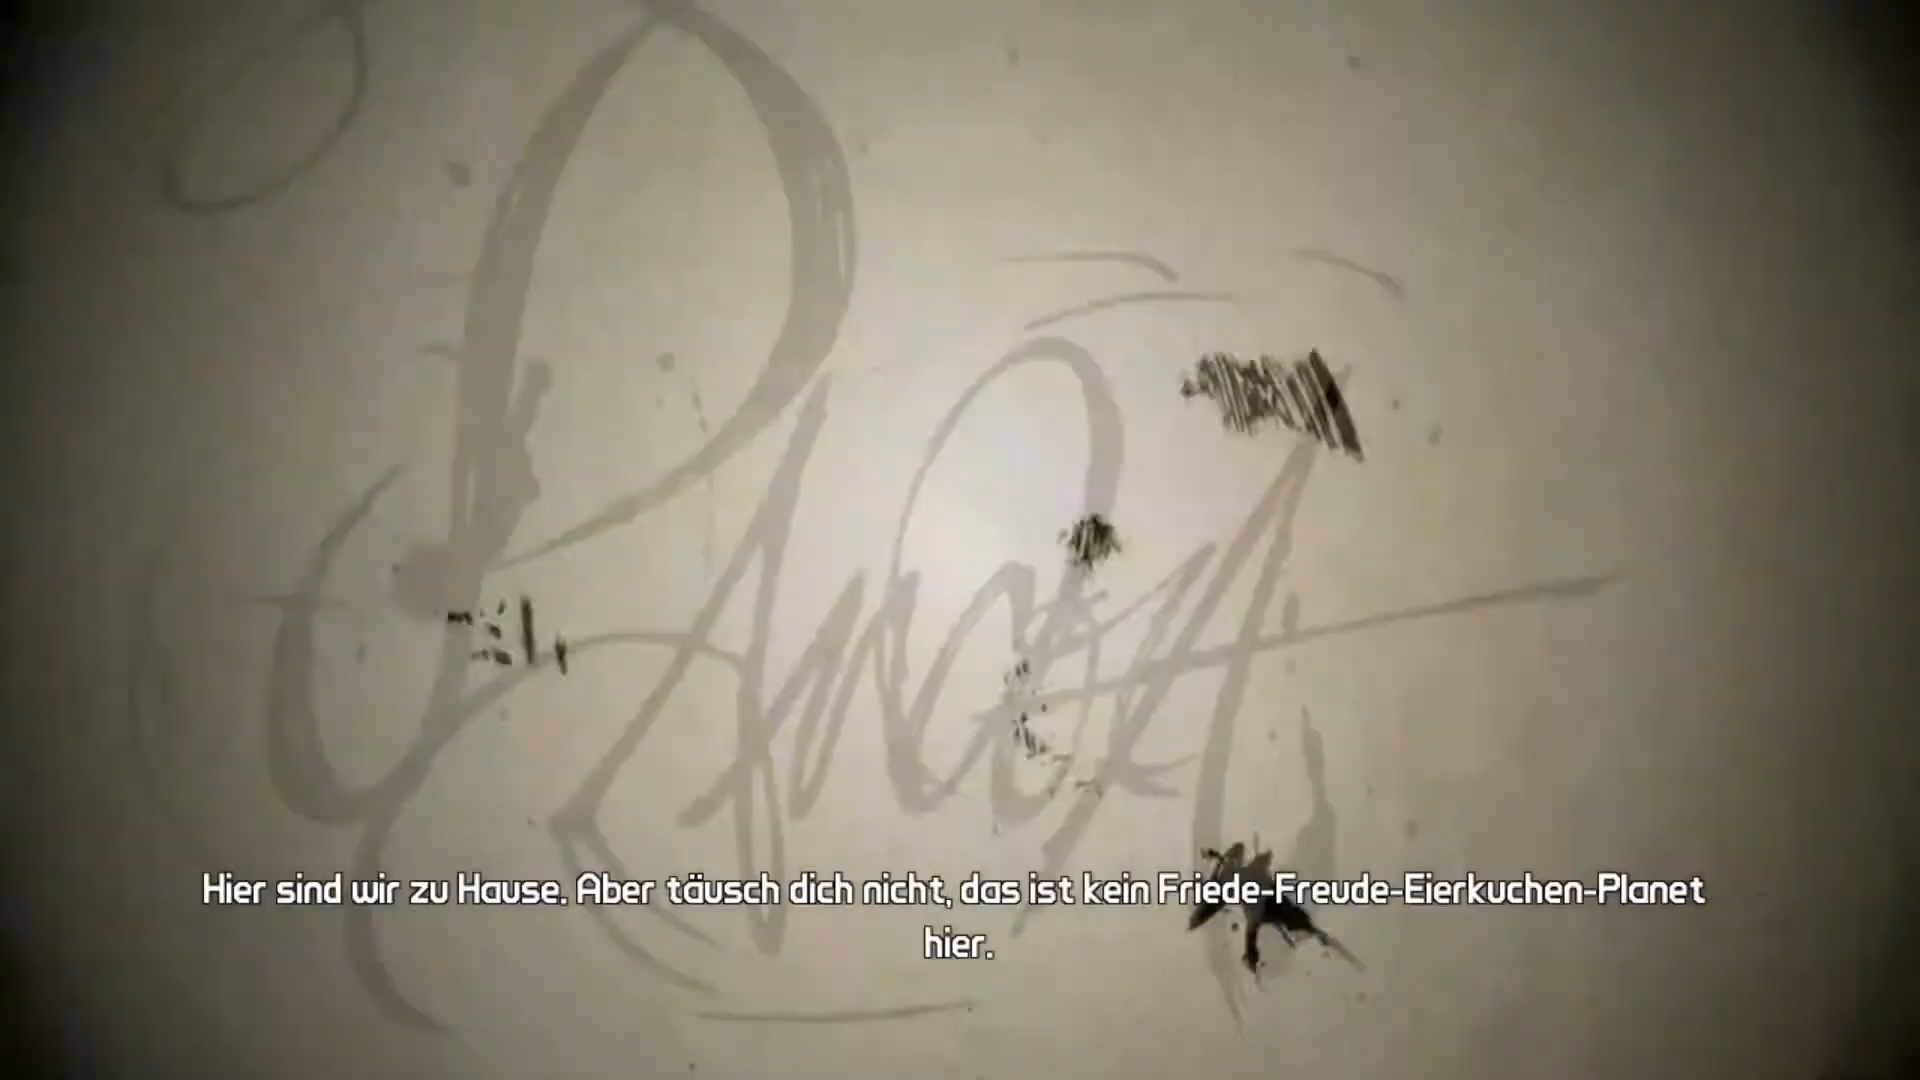 Hier sind wir zu Hause. Aber täusch dich nicht, das ist kein Friede-Freude-Eierkuchen-Planet
hier.